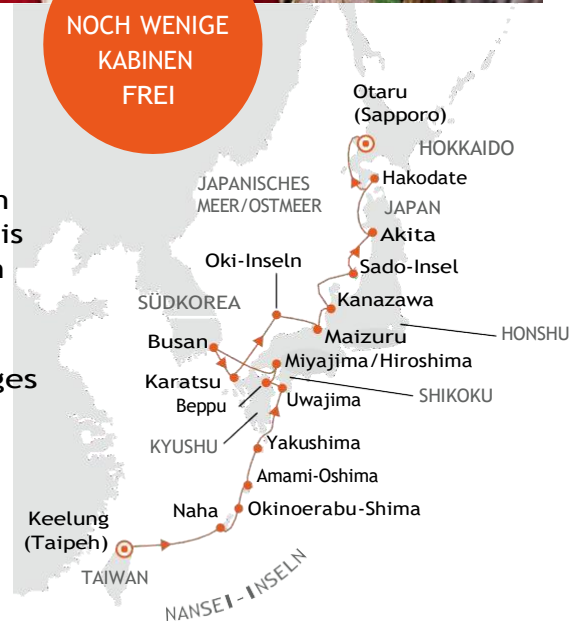 NOCH WENIGE
KABINEN
FREI
Otaru
(Sapporo)
HOKKAIDO
Hakodate
JAPANISCHES
MEER/OSTMEER
JAPAN
n
is
n
Akita
Oki-Inseln
Sado-Insel
SÜDKOREA
Kanazawa
Busan
Maizuru
HONSHU
Miyajima/Hiroshima
ges
Karatsu
SHIKOKU
Beppu
Uwajima
KYUSHU
Yakushima
Amami-Oshima
Naha
Okinoerabu-Shima
Keelung
(Taipeh)
TAIWAN
NANSEI-INSELN